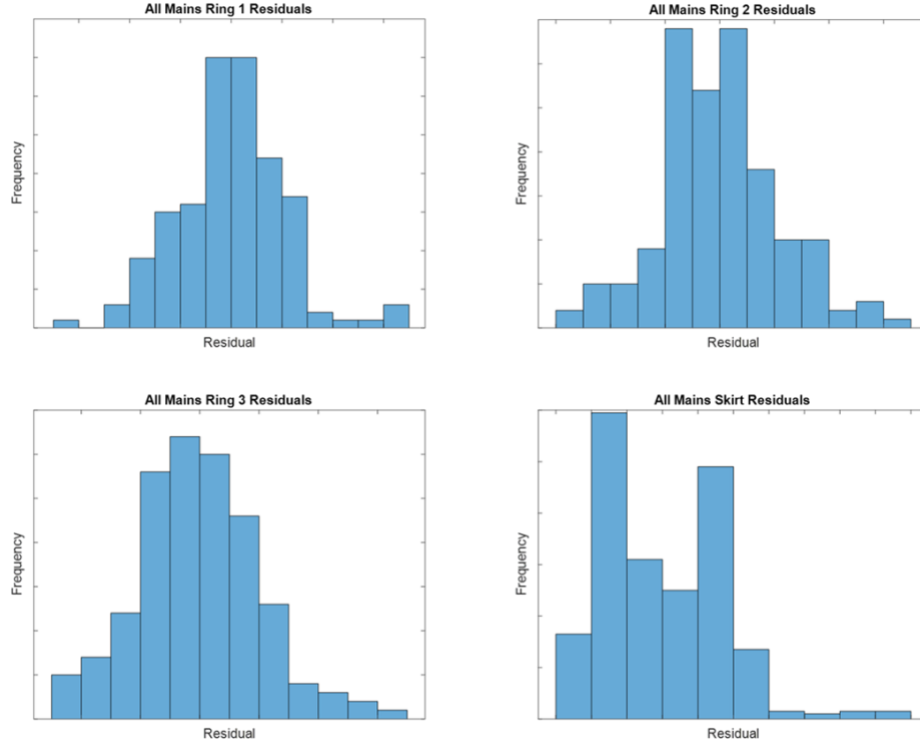 All Mains Ring 1 Residuals
Frequency
Residual
All Mains Ring 2 Residuals
Frequency
Residual
All Mains Ring 3 Residuals
Frequency
Residual
All Mains Skirt Residuals
Frequency
Residual